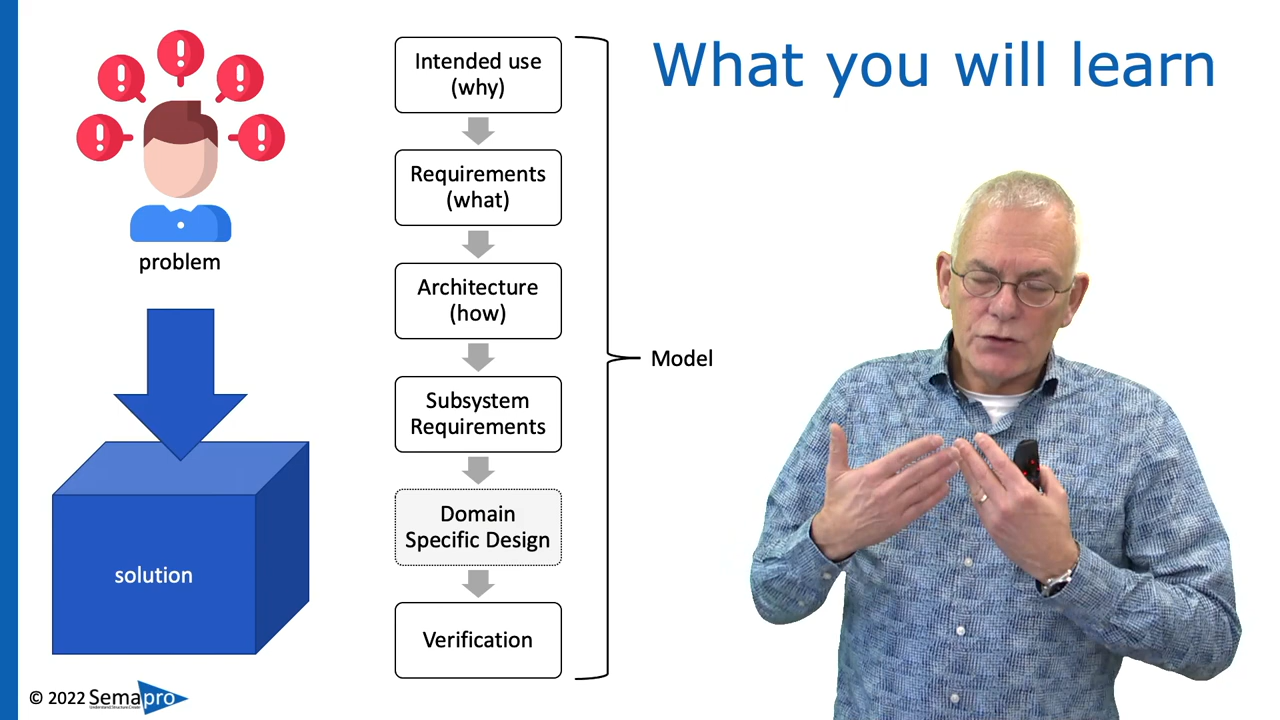 What you will learn
problem
solution
Intended use
(why)
Requirements
(what)
Architecture
(how)
Subsystem
Requirements
Domain
Specific Design
Verification
Model
© 2022 Semapro